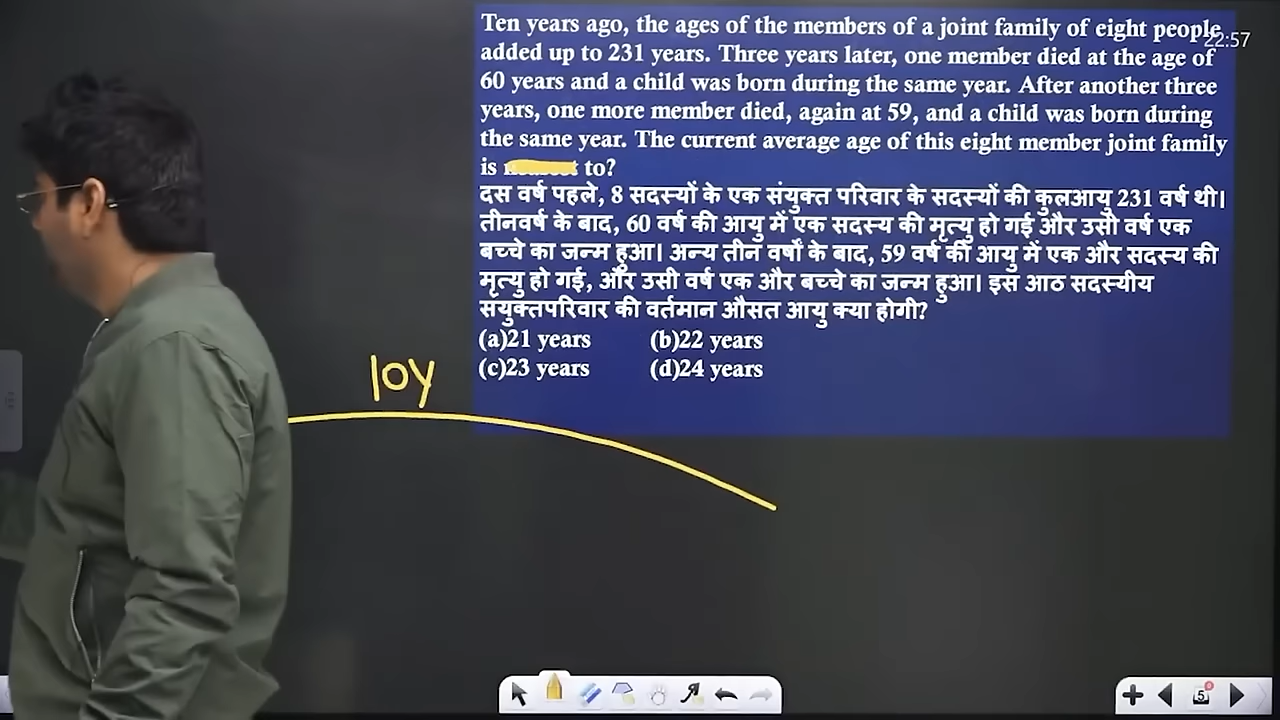 Ten years ago, the ages of the members of a joint family of eight people
22:57
added up to 231 years. Three years later, one member died at the age of
60 years and a child was born during the same year. After another three
years, one more member died, again at 59, and a child was born during
the same year. The current average age of this eight member joint family
is to?
दस वर्ष पहले, 8 सदस्यों के एक संयुक्त परिवार के सदस्यों की कुलआयु 231 वर्ष थी।
तीनवर्ष के बाद, 60 वर्ष की आयु में एक सदस्य की मृत्यु हो गई और उसी वर्ष एक
बच्चे का जन्म हुआ। अन्य तीन वर्षों के बाद, 59 वर्ष की आयु में एक और सदस्य की
मृत्यु हो गई, और उसी वर्ष एक और बच्चे का जन्म हुआ। इस आठ सदस्यीय
संयुक्तपरिवार की वर्तमान औसत आयु क्या होगी?
(a)21 years (b)22 years
(c)23 years (d)24 years
10y
5